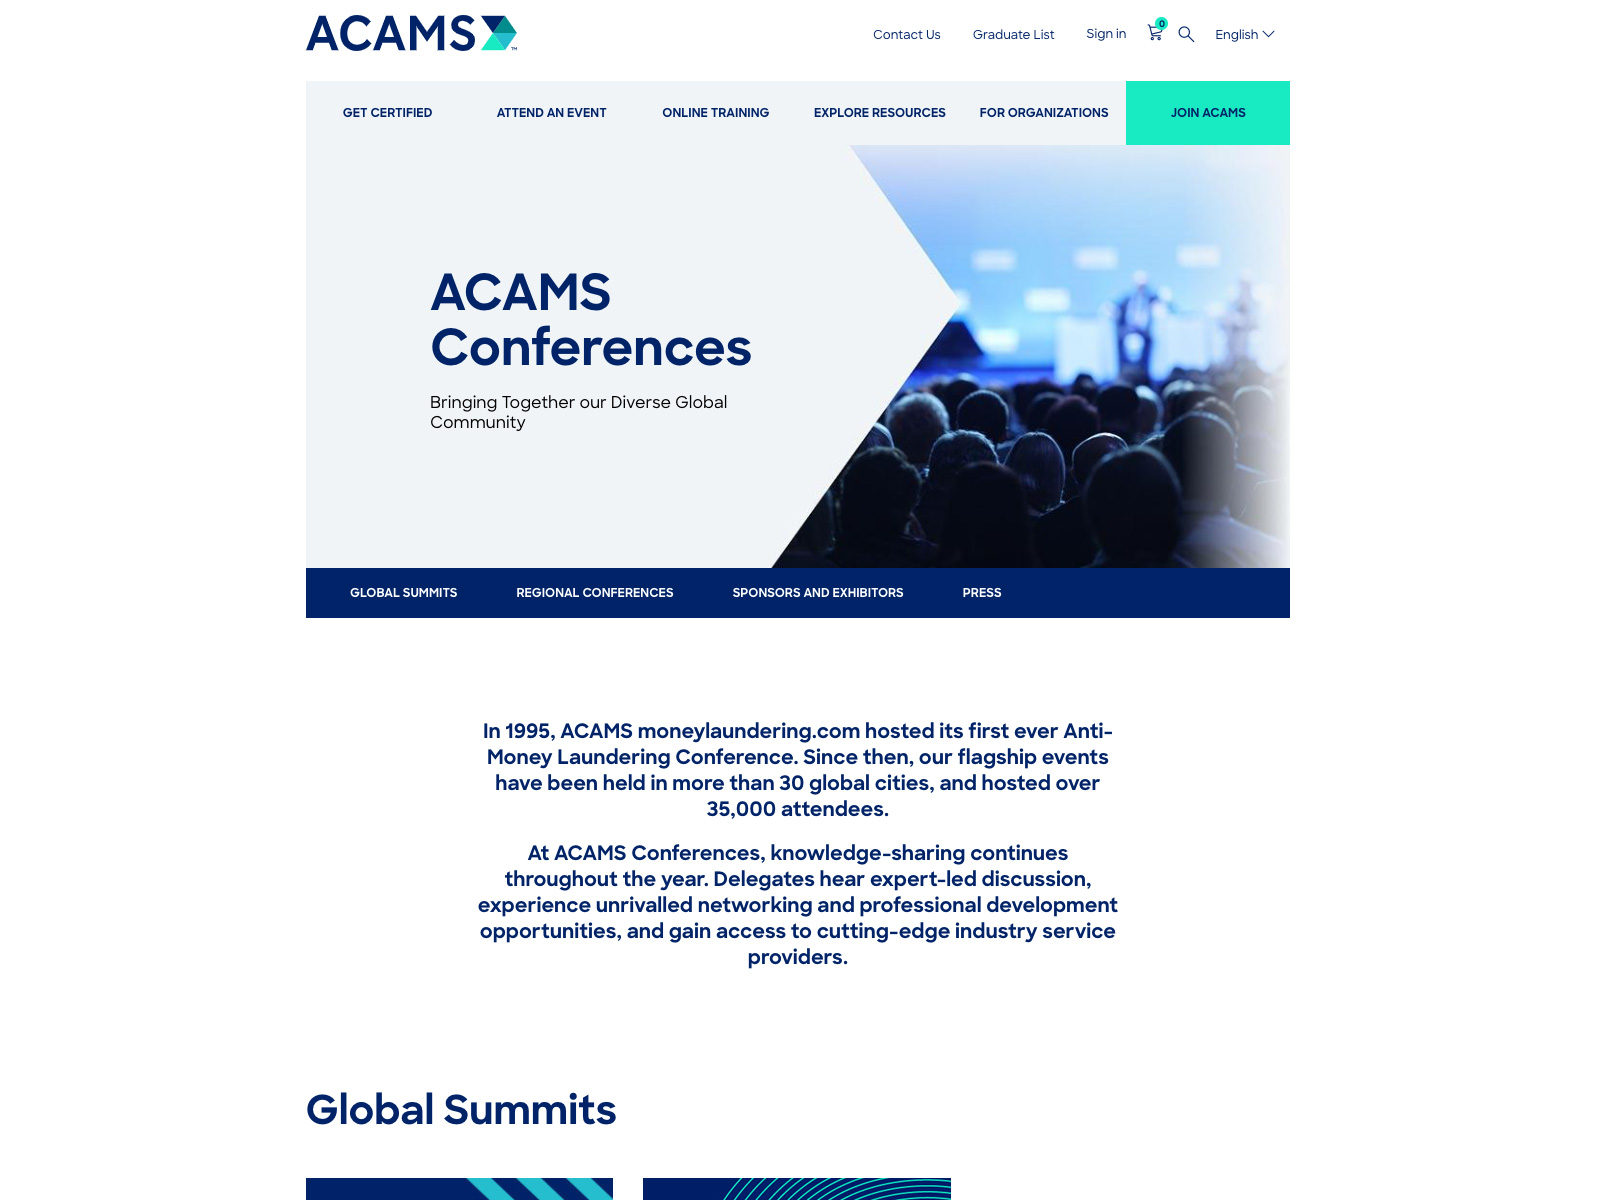 ACAMS
Contact Us
Graduate List
Sign in
0
English
GET CERTIFIED
ATTEND AN EVENT
ONLINE TRAINING
EXPLORE RESOURCES
FOR ORGANIZATIONS
JOIN ACAMS
ACAMS
Conferences
Bringing Together our Diverse Global
Community
GLOBAL SUMMITS
REGIONAL CONFERENCES
SPONSORS AND EXHIBITORS
PRESS
In 1995, ACAMS moneylaundering.com hosted its first ever Anti-
Money Laundering Conference. Since then, our flagship events
have been held in more than 30 global cities, and hosted over
35,000 attendees.
At ACAMS Conferences, knowledge-sharing continues
throughout the year. Delegates hear expert-led discussion,
experience unrivalled networking and professional development
opportunities, and gain access to cutting-edge industry service
providers.
Global Summits